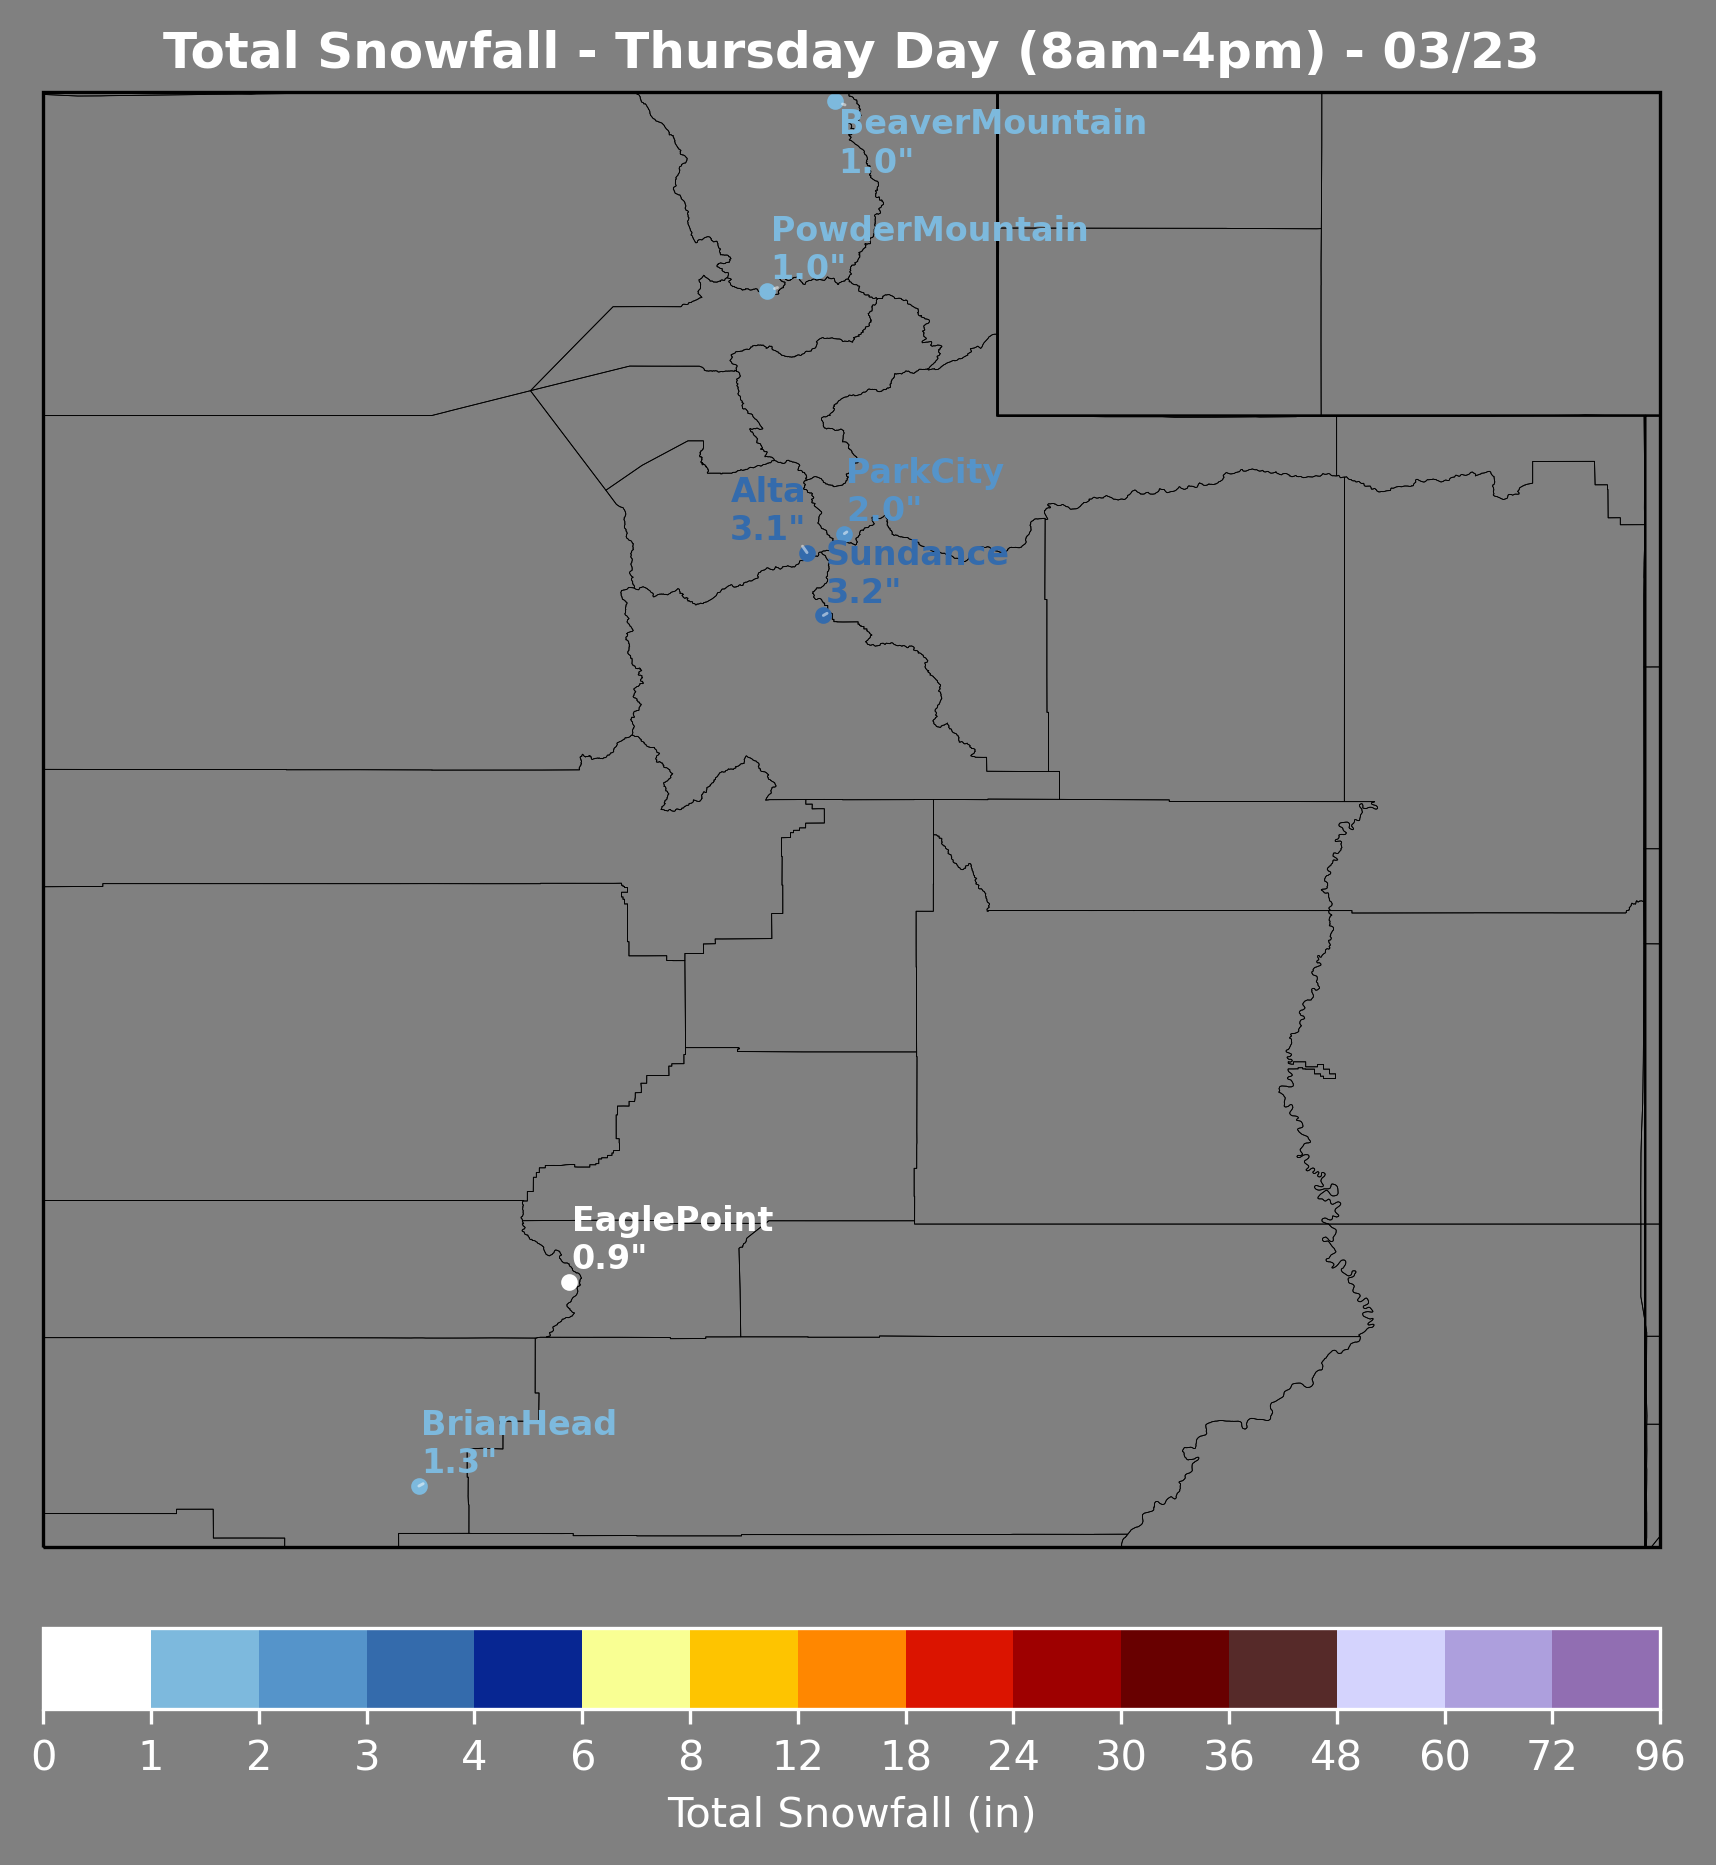 Total Snowfall - Thursday Day (8am-4pm) - 03/23
BeaverMountain
1.0"
PowderMountain
1.0"
ParkCity
2.0"
Alta
3.1"
Sundance
3.2"
EaglePoint
0.9"
BrianHead
1.3"
0 1 2 3 4 6 8 12 18 24 30 36 48 60 72 96
Total Snowfall (in)